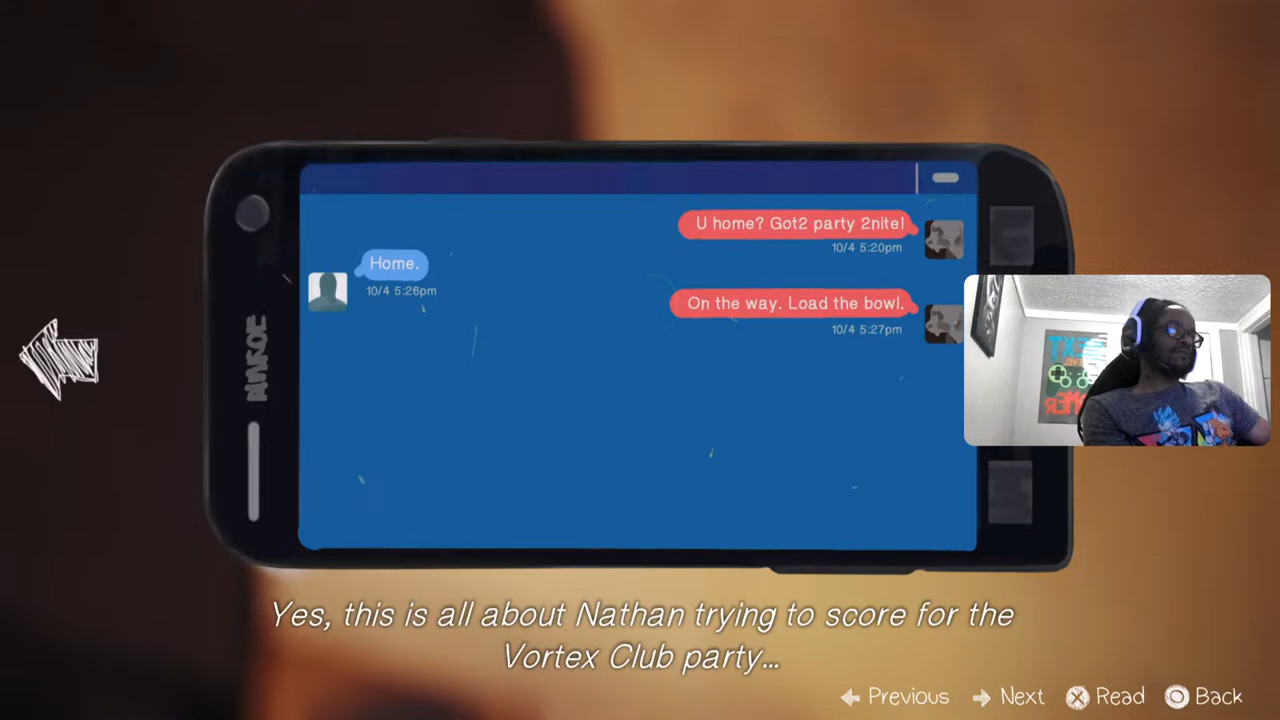 U home? Got2 party 2nite!
10/4 5:20pm
Home.
10/4 5:26pm
On the way. Load the bowl.
10/4 5:27pm
Yes, this is all about Nathan trying to score for the
Vortex Club party...
Previous Next Read Back